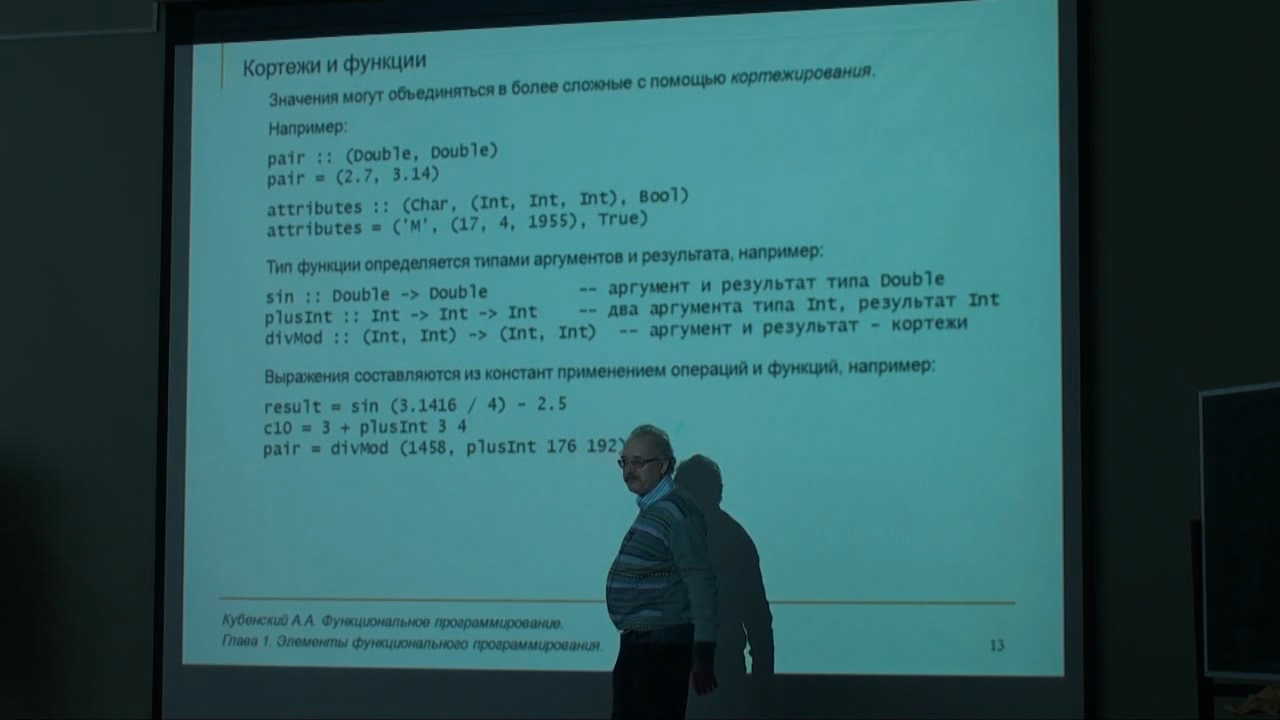 Кортежи и функции
Значения могут объединяться в более сложные с помощью кортежирования.
Например:
pair :: (Double, Double)
pair = (2.7, 3.14)
attributes :: (Char, (Int, Int, Int), Bool)
attributes = ('M', (17, 4, 1955), True)
Тип функции определяется типами аргументов и результата, например:
sin :: Double -> Double -- аргумент и результат типа Double
plusInt :: Int -> Int -> Int -- два аргумента типа Int, результат Int
divMod :: (Int, Int) -> (Int, Int) -- аргумент и результат – кортежи
Выражения составляются из констант применением операций и функций, например:
result = sin (3.1416 / 4) - 2.5
c10 = 3 + plusInt 3 4
pair = divMod (1458, plusInt 176 192)
Кубенский А.А. Функциональное программирование.
Глава 1. Элементы функционального программирования.
13